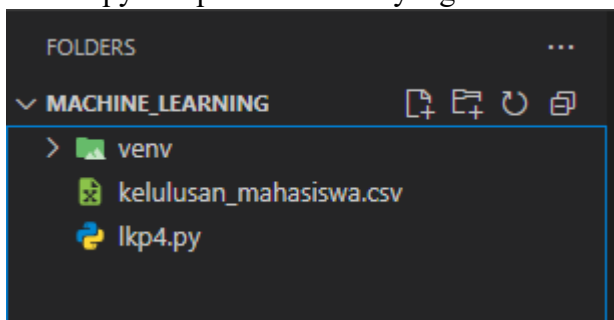 FOLDERS
MACHINE_LEARNING
venv
kelulusan_mahasiswa.csv
lkp4.py